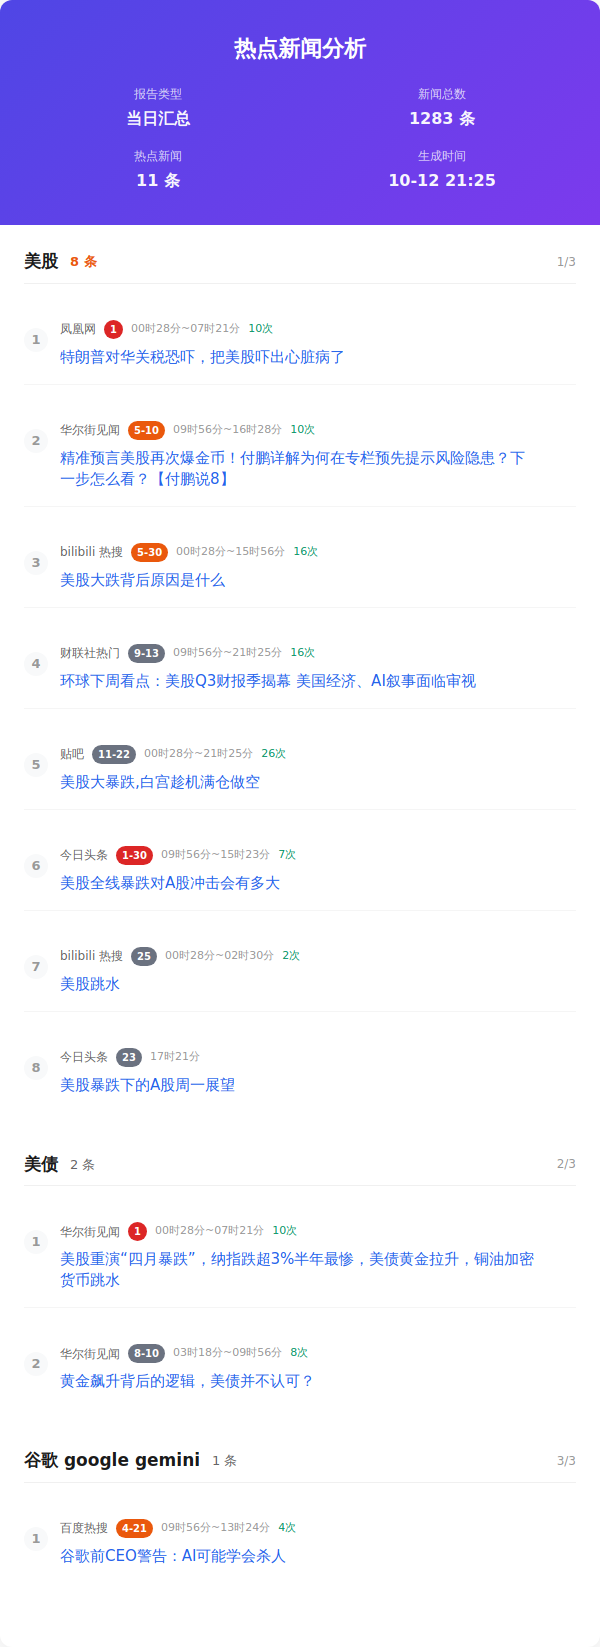 热点新闻分析
报告类型
新闻总数
当日汇总
1283 条
热点新闻
生成时间
11 条
10-12 21:25
美股 8 条 1/3
1
凤凰网 1 00时28分~07时21分 10次
特朗普对华关税恐吓，把美股吓出心脏病了
2
华尔街见闻 5-10 09时56分~16时28分 10次
精准预言美股再次爆金币！付鹏详解为何在专栏预先提示风险隐患？下
一步怎么看？【付鹏说8】
3
bilibili 热搜 5-30 00时28分~15时56分 16次
美股大跌背后原因是什么
4
财联社热门 9-13 09时56分~21时25分 16次
环球下周看点：美股Q3财报季揭幕 美国经济、AI叙事面临审视
5
贴吧 11-22 00时28分~21时25分 26次
美股大暴跌,白宫趁机满仓做空
6
今日头条 1-30 09时56分~15时23分 7次
美股全线暴跌对A股冲击会有多大
7
bilibili 热搜 25 00时28分~02时30分 2次
美股跳水
8
今日头条 23 17时21分
美股暴跌下的A股周一展望
美债 2 条 2/3
1
华尔街见闻 1 00时28分~07时21分 10次
美股重演“四月暴跌”，纳指跌超3%半年最惨，美债黄金拉升，铜油加密
货币跳水
2
华尔街见闻 8-10 03时18分~09时56分 8次
黄金飙升背后的逻辑，美债并不认可？
谷歌 google gemini 1 条 3/3
1
百度热搜 4-21 09时56分~13时24分 4次
谷歌前CEO警告：AI可能学会杀人